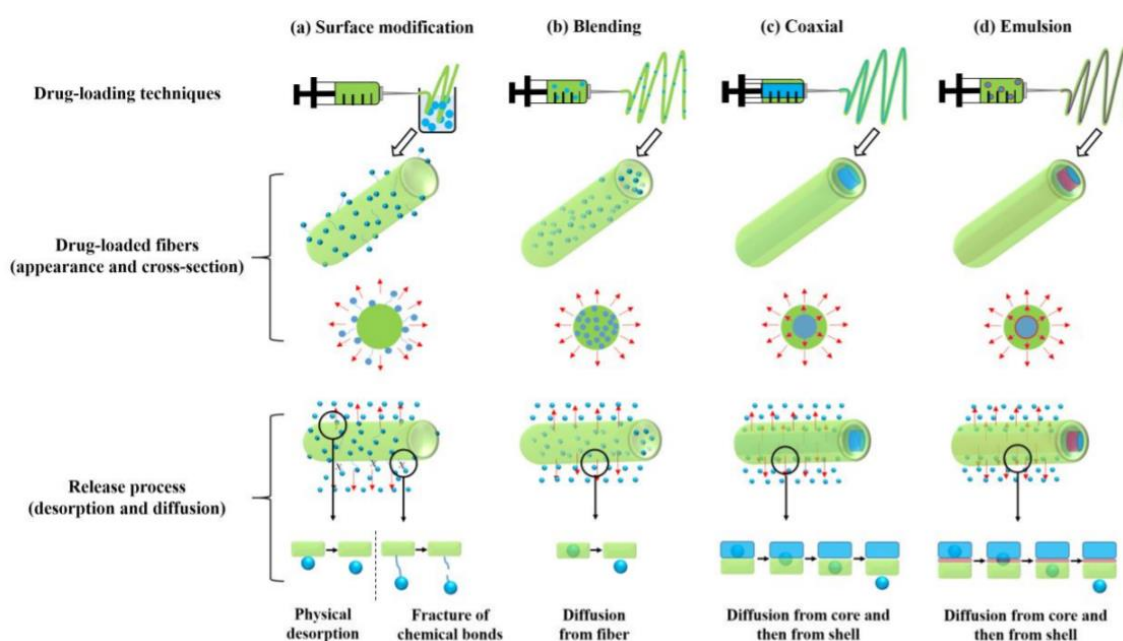 (a) Surface modification
(b) Blending
(c) Coaxial
(d) Emulsion
Drug-loading techniques
Drug-loaded fibers
(appearance and cross-section)
Release process
(desorption and diffusion)
Physical
desorption
Fracture of
chemical bonds
Diffusion
from fiber
Diffusion from core and
then from shell
Diffusion from core and
then from shell